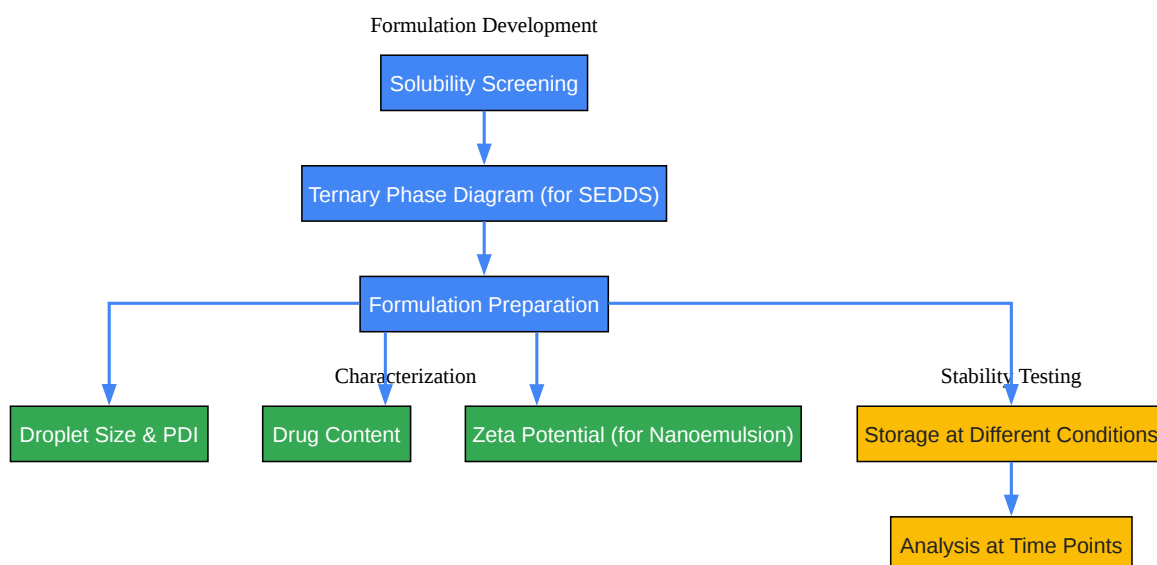 Formulation Development
Solubility Screening
Ternary Phase Diagram (for SEDDS)
Formulation Preparation
Characterization
Stability Testing
Droplet Size & PDI
Drug Content
Zeta Potential (for Nanoemulsion)
Storage at Different Conditions
Analysis at Time Points